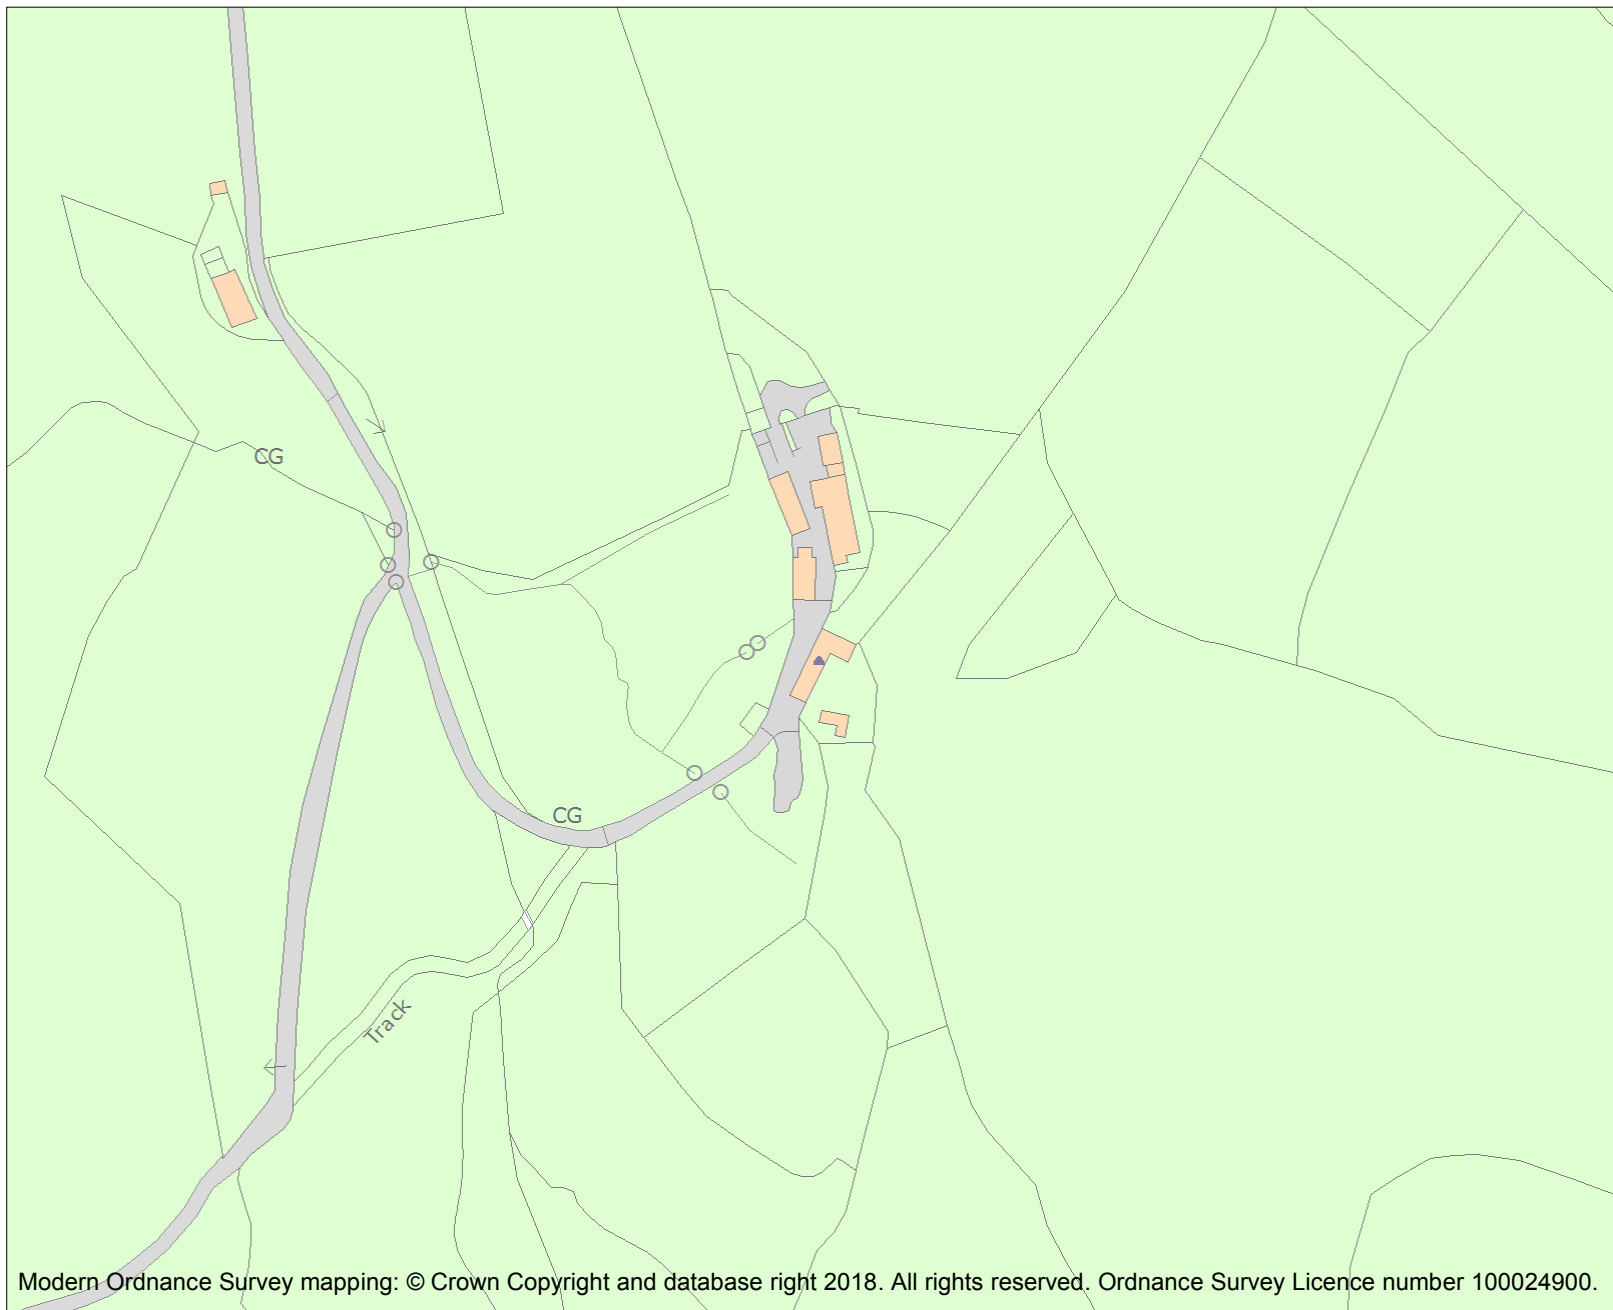 CG
CG
Track
Modern Ordnance Survey mapping: © Crown Copyright and database right 2018. All rights reserved. Ordnance Survey Licence number 100024900.